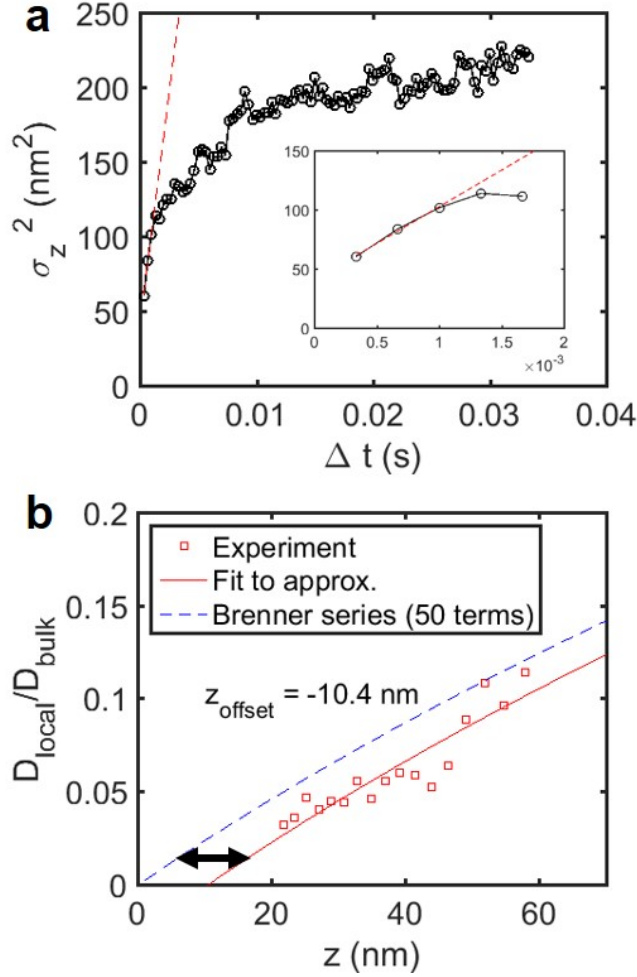 a
σz² (nm²)
250
200
150
100
50
0
0 0.01 0.02 0.03 0.04
Δ t (s)
150
100
50
0
0 0.5 1 1.5 2
×10⁻³
b
Dlocal/Dbulk
0.2
0.15
0.1
0.05
0
Experiment
Fit to approx.
Brenner series (50 terms)
zoffset = -10.4 nm
0 20 40 60
z (nm)